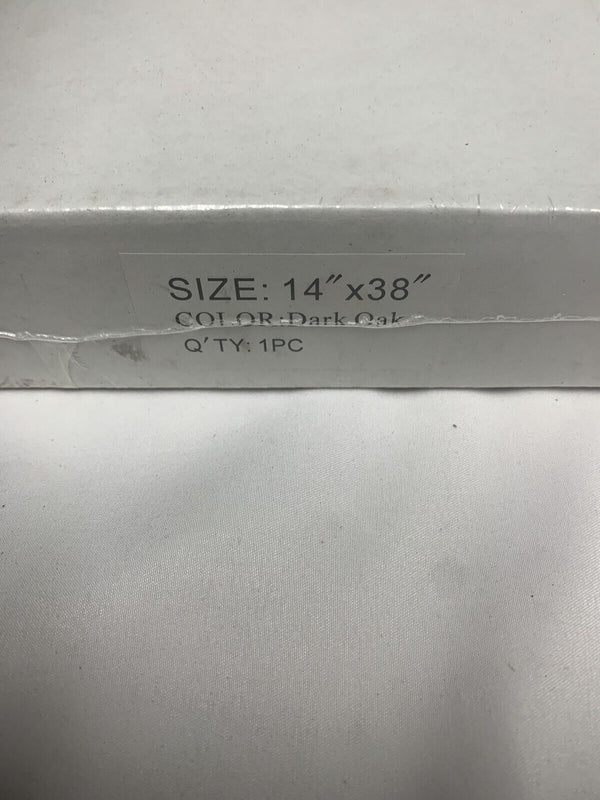 SIZE: 14"x38"
COLOR:Dark Oak
Q'TY: 1PC